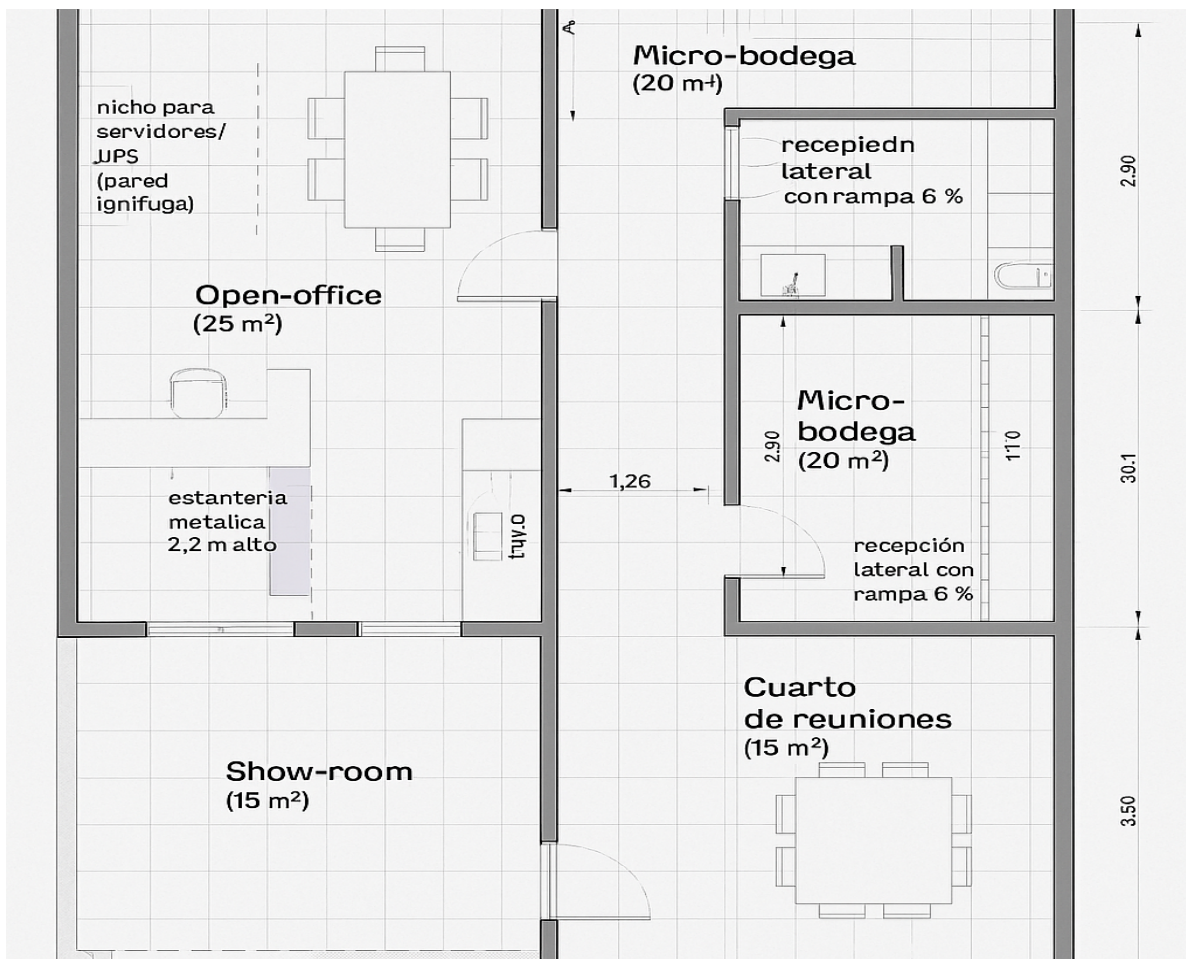 Micro-bodega
(20 m²)
nicho para
servidores/
UPS
(pared
ignifuga)
recepiedn
lateral
con rampa 6 %
2.90
Open-office
(25 m²)
Micro-
bodega
(20 m²)
2.90
1'10
30.1
1,26
estanteria
metalica
2,2 m alto
recepción
lateral con
rampa 6 %
Cuarto
de reuniones
(15 m²)
Show-room
(15 m²)
3.50